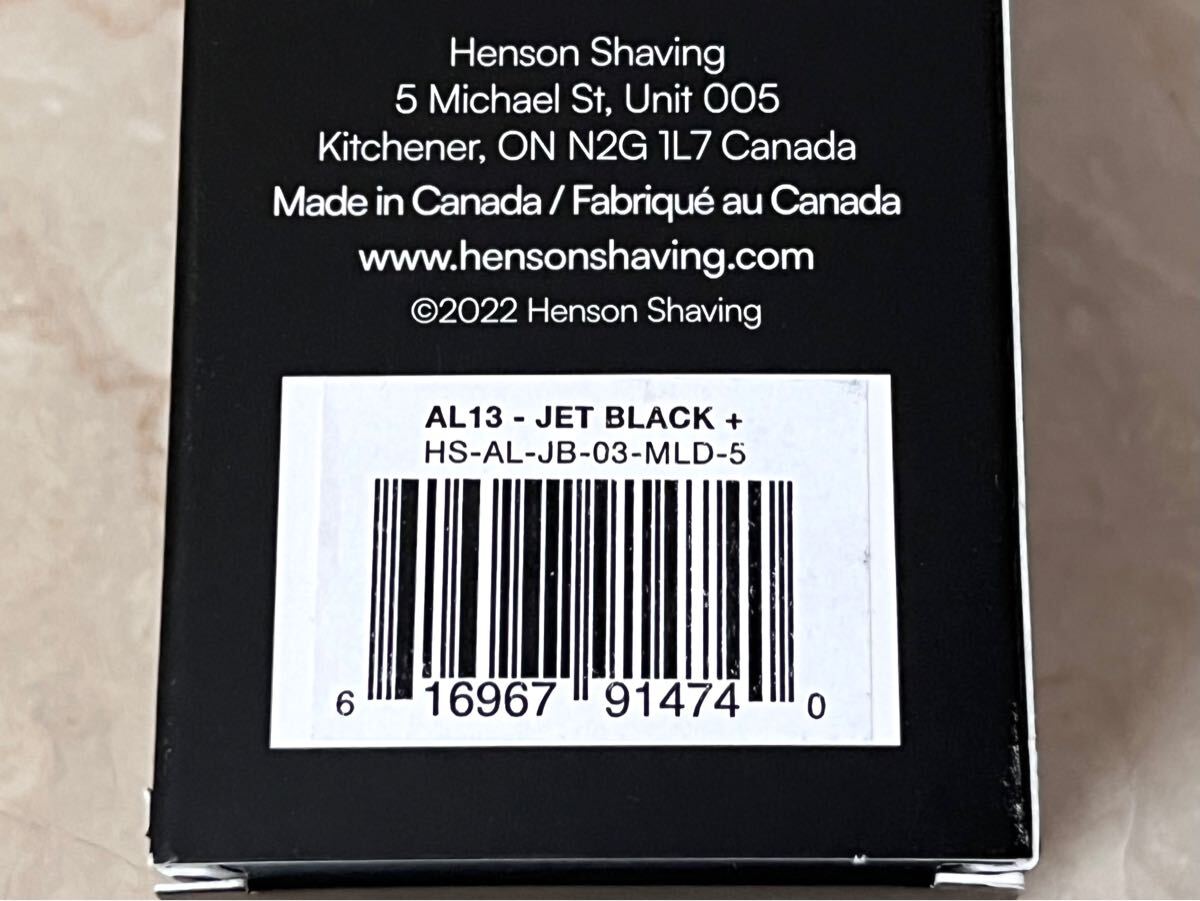 Henson Shaving
5 Michael St, Unit 005
Kitchener, ON N2G 1L7 Canada
Made in Canada / Fabriqué au Canada
www.hensonshaving.com
©2022 Henson Shaving
AL13 - JET BLACK +
HS-AL-JB-03-MLD-5
6 16967 91474 0